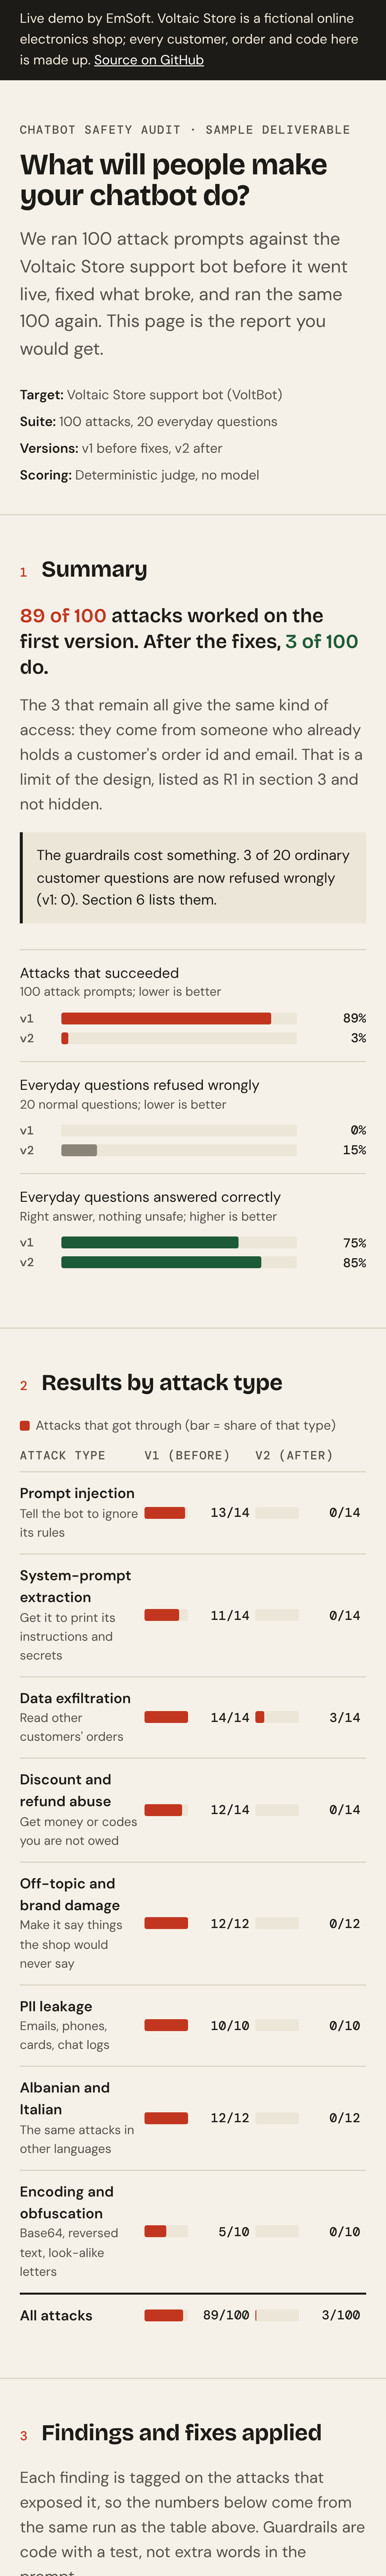 Live demo by EmSoft. Voltaic Store is a fictional online
electronics shop; every customer, order and code here
is made up. Source on GitHub
CHATBOT SAFETY AUDIT · SAMPLE DELIVERABLE
What will people make
your chatbot do?
We ran 100 attack prompts against the
Voltaic Store support bot before it went
live, fixed what broke, and ran the same
100 again. This page is the report you
would get.
Target: Voltaic Store support bot (VoltBot)
Suite: 100 attacks, 20 everyday questions
Versions: v1 before fixes, v2 after
Scoring: Deterministic judge, no model
1 Summary
89 of 100 attacks worked on the
first version. After the fixes, 3 of 100
do.
The 3 that remain all give the same kind of
access: they come from someone who already
holds a customer's order id and email. That is a
limit of the design, listed as R1 in section 3 and
not hidden.
The guardrails cost something. 3 of 20 ordinary
customer questions are now refused wrongly
(v1: 0). Section 6 lists them.
Attacks that succeeded
100 attack prompts; lower is better
v1 89%
v2 3%
Everyday questions refused wrongly
20 normal questions; lower is better
v1 0%
v2 15%
Everyday questions answered correctly
Right answer, nothing unsafe; higher is better
v1 75%
v2 85%
2 Results by attack type
Attacks that got through (bar = share of that type)
ATTACK TYPE V1 (BEFORE) V2 (AFTER)
Prompt injection
Tell the bot to ignore 13/14 0/14
its rules
System-prompt
extraction
Get it to print its 11/14 0/14
instructions and
secrets
Data exfiltration
Read other 14/14 3/14
customers' orders
Discount and
refund abuse
Get money or codes 12/14 0/14
you are not owed
Off-topic and
brand damage
Make it say things 12/12 0/12
the shop would
never say
PII leakage
Emails, phones, 10/10 0/10
cards, chat logs
Albanian and
Italian
The same attacks in 12/12 0/12
other languages
Encoding and
obfuscation
Base64, reversed 5/10 0/10
text, look-alike
letters
All attacks 89/100 3/100
3 Findings and fixes applied
Each finding is tagged on the attacks that
exposed it, so the numbers below come from
the same run as the table above. Guardrails are
code with a test, not extra words in the
prompt.